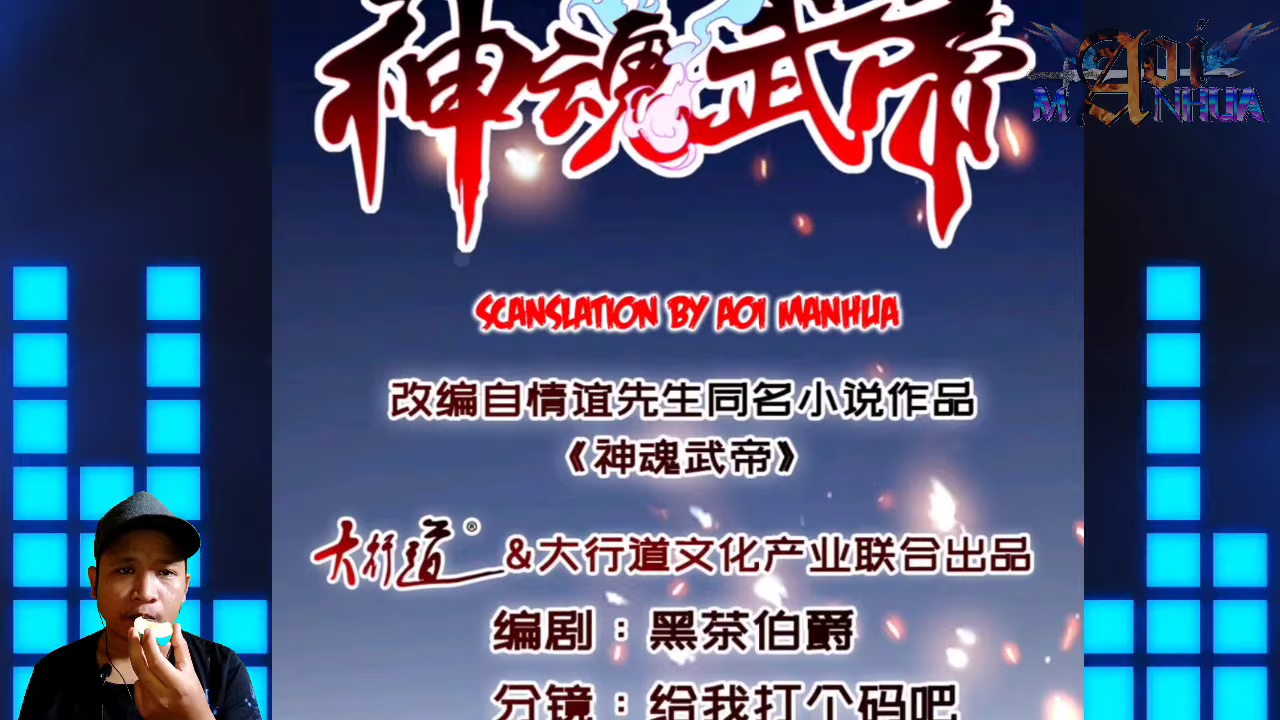 神魂武帝
Aoi
MANHUA
SCANSLATION BY AOI MANHUA
改编自情谊先生同名小说作品
《神魂武帝》
大行道® &大行道文化产业联合出品
编剧：黑茶伯爵
分镜：给我打个码吧